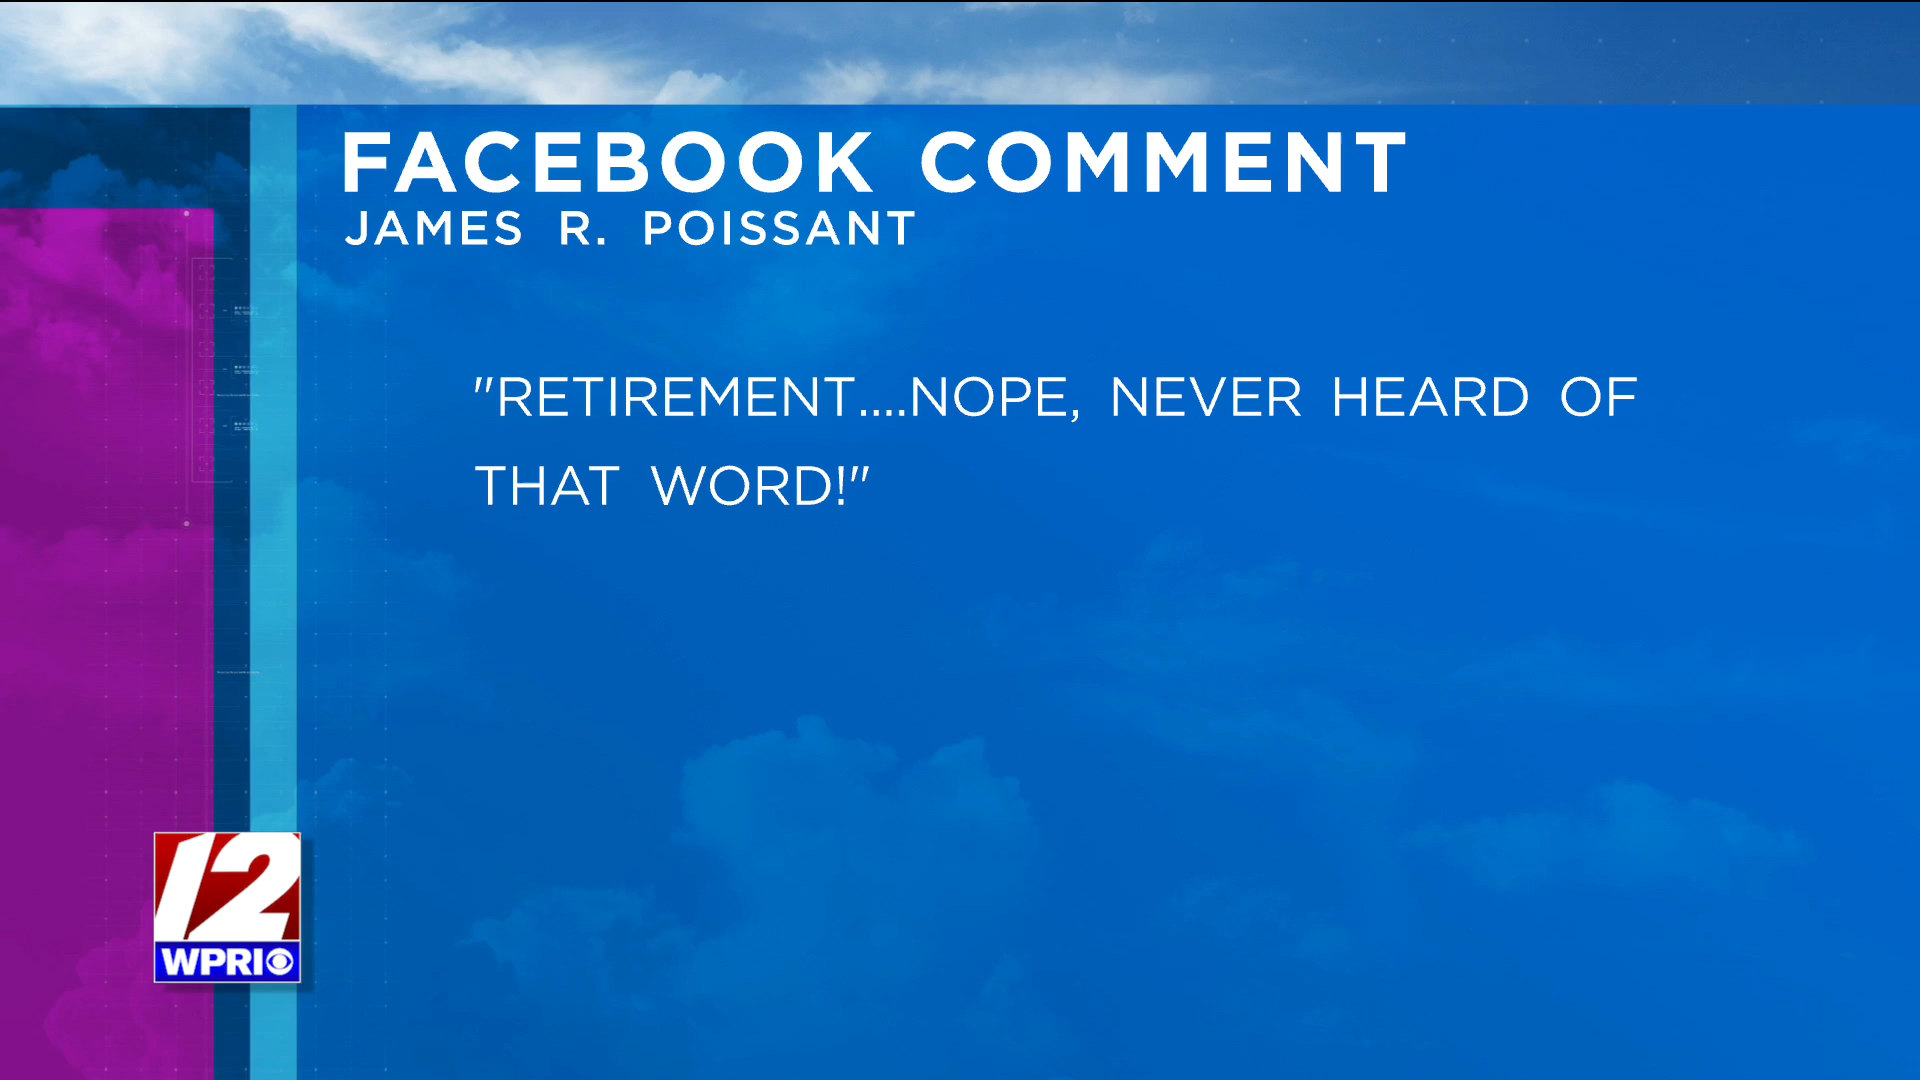 FACEBOOK COMMENT
JAMES R. POISSANT
"RETIREMENT....NOPE, NEVER HEARD OF
THAT WORD!"
12
WPRI